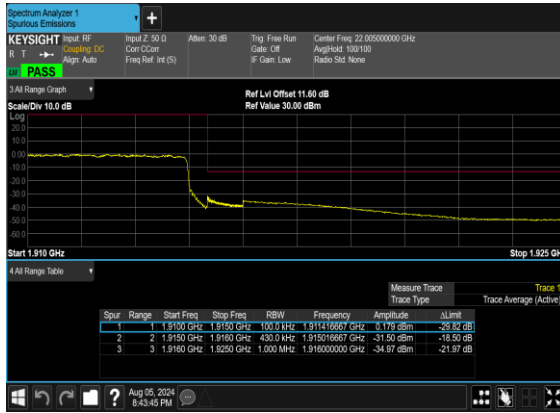 Spectrum Analyzer 1
Spurious Emissions
KEYSIGHT Input: RF Input Z: 50 Ω Atten: 30 dB Trig: Free Run Center Freq: 22.005000000 GHz
R T Coupling: DC Corr CCorr Gate: Off Avg|Hold: 100/100
Align: Auto Freq Ref: Int (S) IF Gain: Low Radio Std: None
PASS
3 All Range Graph Ref Lvl Offset 11.60 dB
Scale/Div 10.0 dB Ref Value 30.00 dBm
Log
20.0
10.0
0.00
-10.0
-20.0
-30.0
-40.0
-50.0
-60.0
Start 1.910 GHz Stop 1.925 GH
4 All Range Table
Measure Trace Trace 1
Trace Type Trace Average (Active)
Spur Range Start Freq Stop Freq RBW Frequency Amplitude ΔLimit
1 1 1.9100 GHz 1.9150 GHz 100.0 kHz 1.911416667 GHz 0.179 dBm -29.82 dB
2 2 1.9150 GHz 1.9160 GHz 430.0 kHz 1.915016667 GHz -31.50 dBm -18.50 dB
3 3 1.9160 GHz 1.9250 GHz 1.000 MHz 1.916000000 GHz -34.97 dBm -21.97 dB
? Aug 05, 2024
8:43:45 PM